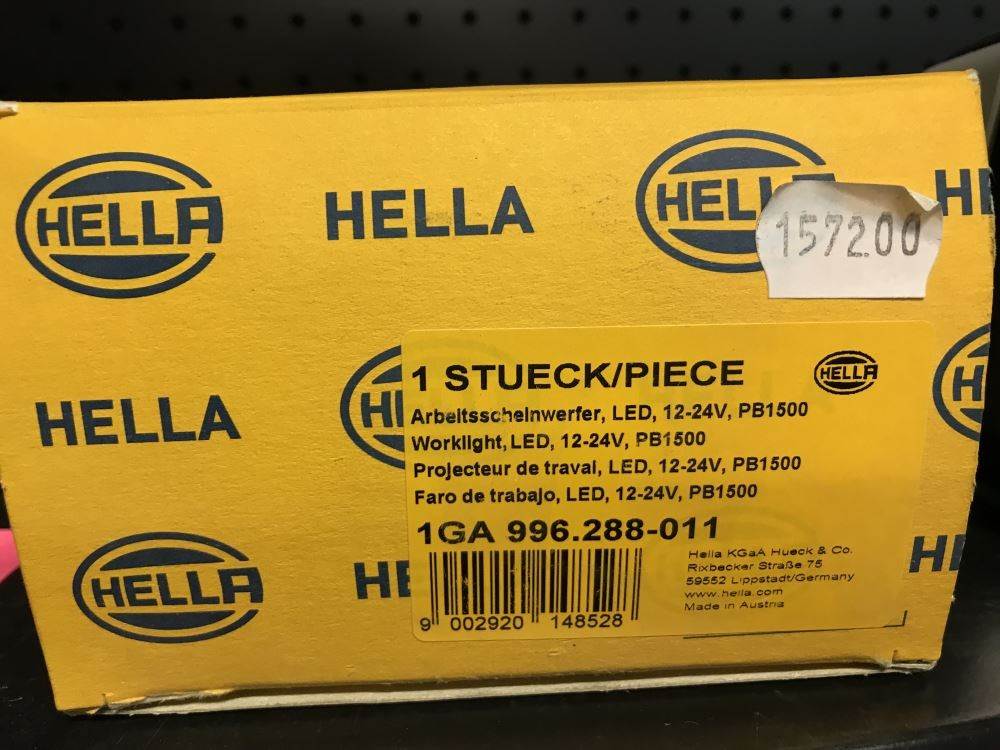 HELLA HELLA HELL HE
1572.00
HELLA HE H
1 STUECK/PIECE HELLA
Arbeitsscheinwerfer, LED, 12-24V, PB1500
Worklight, LED, 12-24V, PB1500
Projecteur de traval, LED, 12-24V, PB1500
Faro de trabajo, LED, 12-24V, PB1500
1GA 996.288-011
Hella KGaA Hueck & Co.
Rixbecker Straße 75
59552 Lippstadt/Germany
www.hella.com
Made in Austria
HELLA HE HE
9 002920 148528